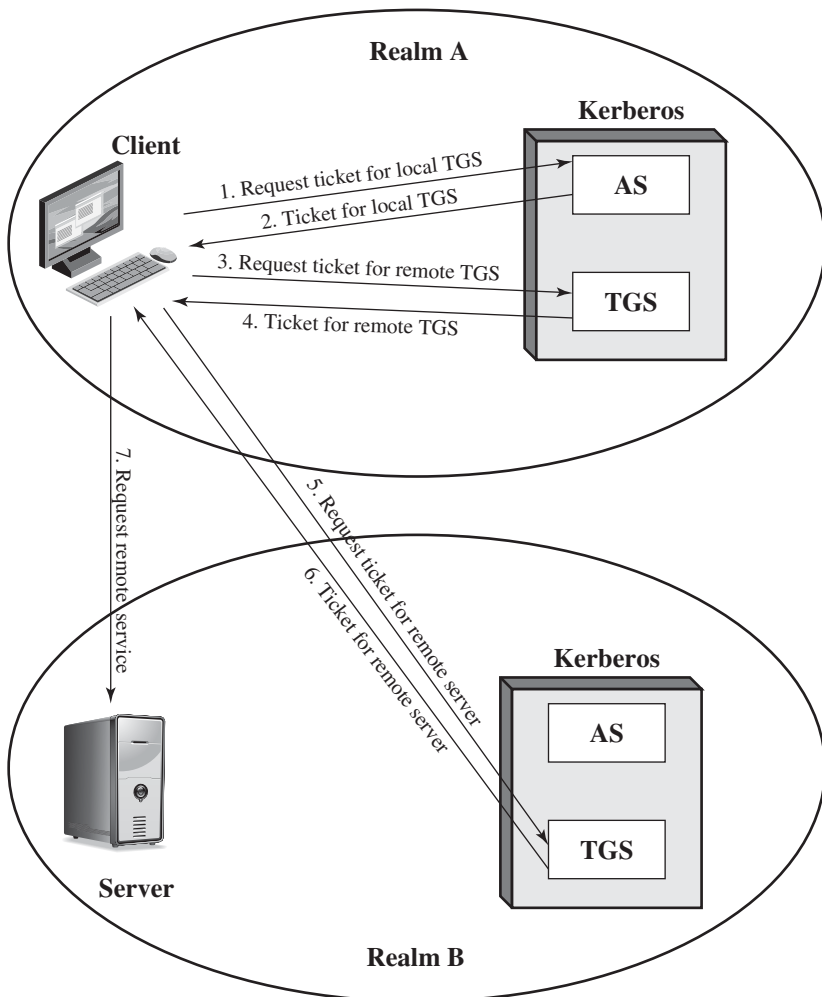 Realm A
Kerberos
Client
AS
1. Request ticket for local TGS
2. Ticket for local TGS
3. Request ticket for remote TGS
TGS
4. Ticket for remote TGS
7. Request remote service
5. Request ticket for remote server
6. Ticket for remote server
Kerberos
AS
TGS
Server
Realm B